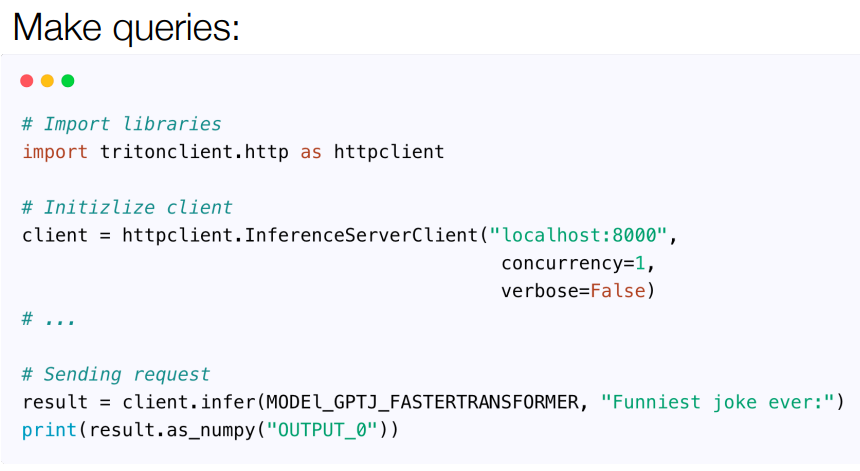 Make queries:
# Import libraries
import tritonclient.http as httpclient
# Initizlize client
client = httpclient.InferenceServerClient("localhost:8000",
concurrency=1,
verbose=False)
# ...
# Sending request
result = client.infer(MODEl_GPTJ_FASTERTRANSFORMER, "Funniest joke ever:")
print(result.as_numpy("OUTPUT_0"))